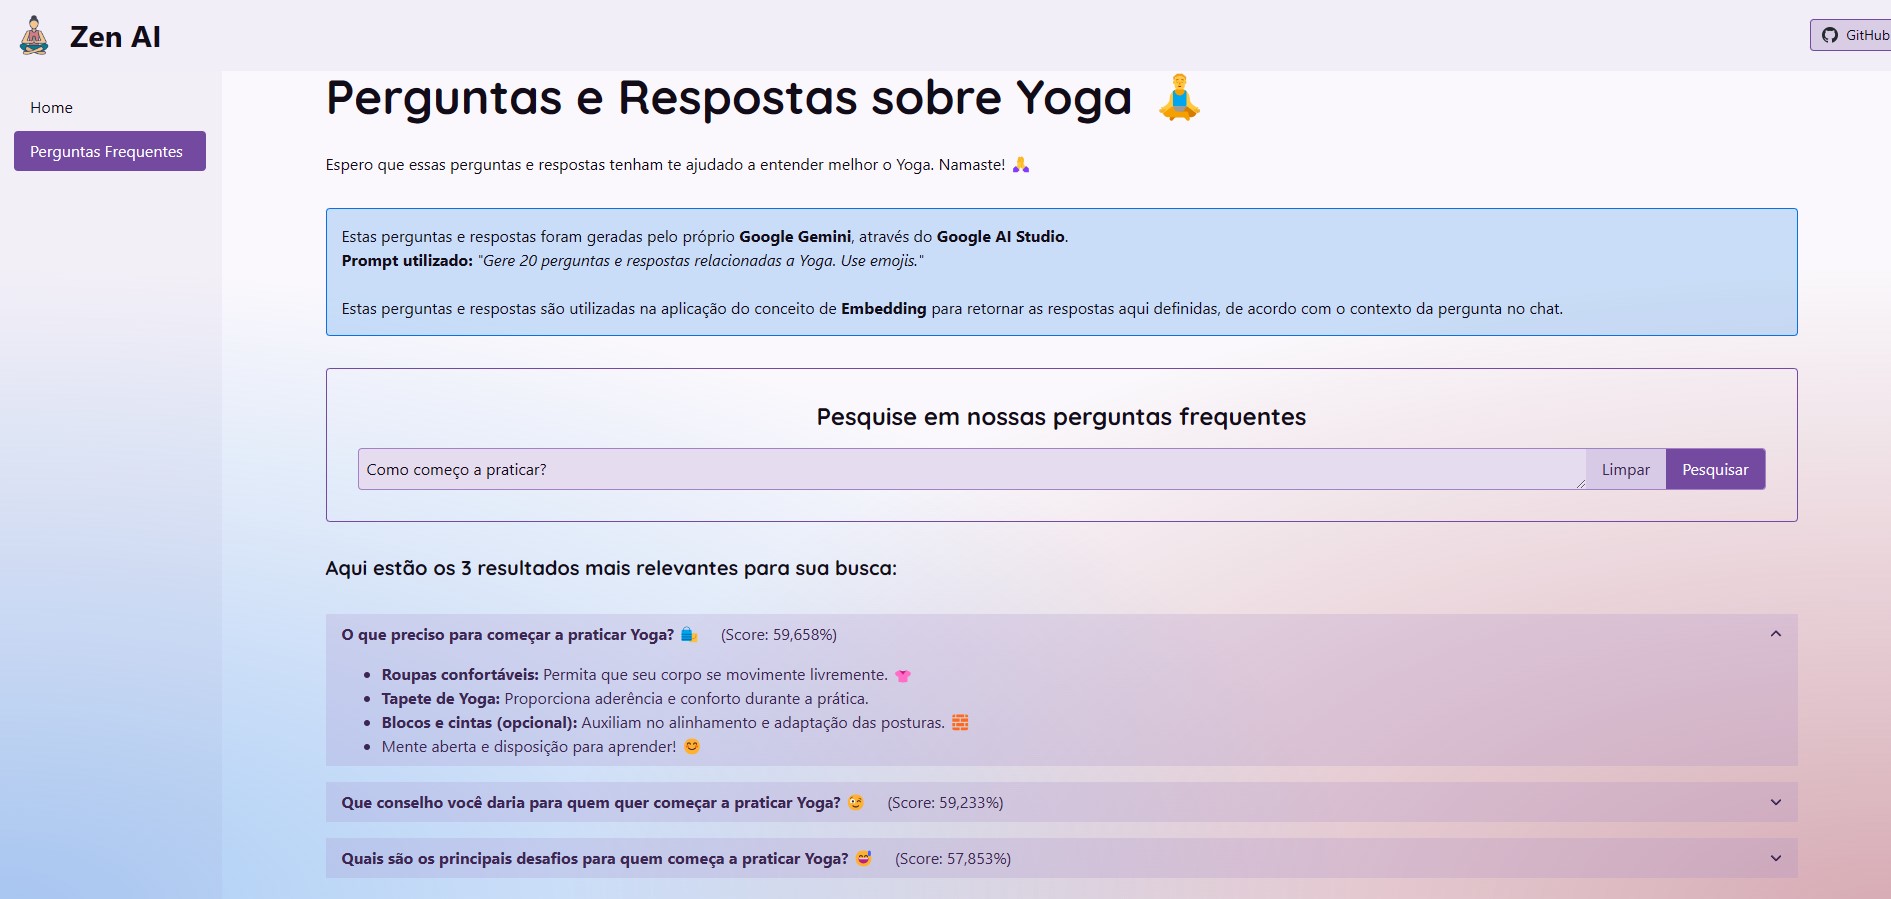 Zen AI
GitHub
Home
Perguntas Frequentes
Perguntas e Respostas sobre Yoga 🧘
Espero que essas perguntas e respostas tenham te ajudado a entender melhor o Yoga. Namaste! 🙏
Estas perguntas e respostas foram geradas pelo próprio Google Gemini, através do Google AI Studio.
Prompt utilizado: "Gere 20 perguntas e respostas relacionadas a Yoga. Use emojis."
Estas perguntas e respostas são utilizadas na aplicação do conceito de Embedding para retornar as respostas aqui definidas, de acordo com o contexto da pergunta no chat.
Pesquise em nossas perguntas frequentes
Como começo a praticar?
Limpar
Pesquisar
Aqui estão os 3 resultados mais relevantes para sua busca:
O que preciso para começar a praticar Yoga? 🛍️ (Score: 59,658%)
• Roupas confortáveis: Permita que seu corpo se movimente livremente. 👚
• Tapete de Yoga: Proporciona aderência e conforto durante a prática.
• Blocos e cintas (opcional): Auxiliam no alinhamento e adaptação das posturas. 🧱
• Mente aberta e disposição para aprender! 😊
Que conselho você daria para quem quer começar a praticar Yoga? 😉 (Score: 59,233%)
Quais são os principais desafios para quem começa a praticar Yoga? 😅 (Score: 57,853%)